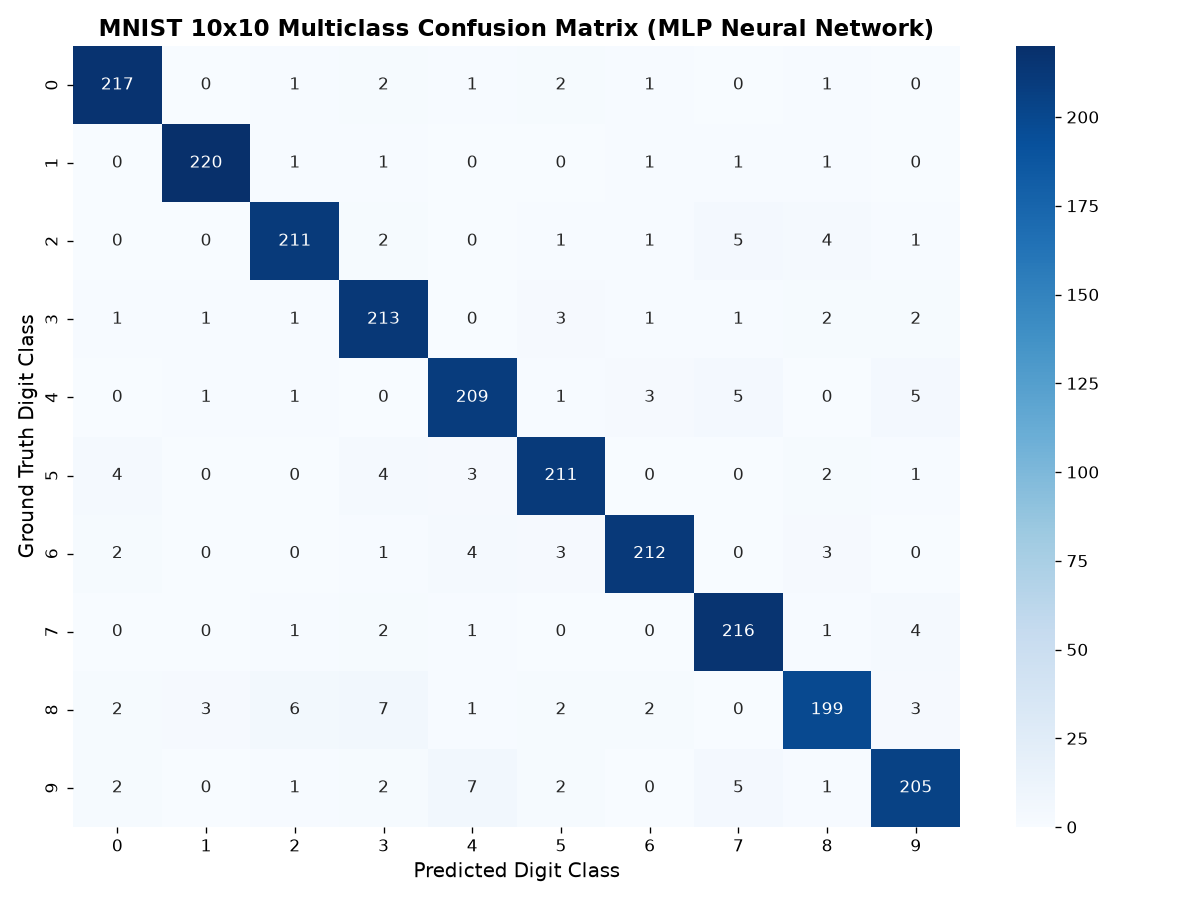 MNIST 10x10 Multiclass Confusion Matrix (MLP Neural Network)
Ground Truth Digit Class
0 217 0 1 2 1 2 1 0 1 0
1 0 220 1 1 0 0 1 1 1 0
2 0 0 211 2 0 1 1 5 4 1
3 1 1 1 213 0 3 1 1 2 2
4 0 1 1 0 209 1 3 5 0 5
5 4 0 0 4 3 211 0 0 2 1
6 2 0 0 1 4 3 212 0 3 0
7 0 0 1 2 1 0 0 216 1 4
8 2 3 6 7 1 2 2 0 199 3
9 2 0 1 2 7 2 0 5 1 205
0 1 2 3 4 5 6 7 8 9
Predicted Digit Class
200
175
150
125
100
75
50
25
0